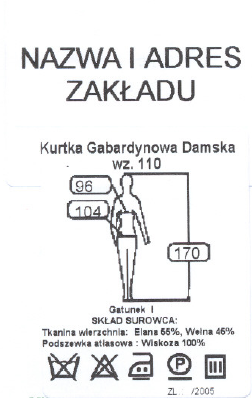 NAZWA I ADRES
ZAKŁADU
Kurtka Gabardynowa Damska
wz. 110
96
104
170
Gatunek I
SKŁAD SUROWCA:
Tkanina wierzchnia: Elana 55%, Wełna 45%
Podszewka atłasowa : Wiskoza 100%
P
ZL. /2005